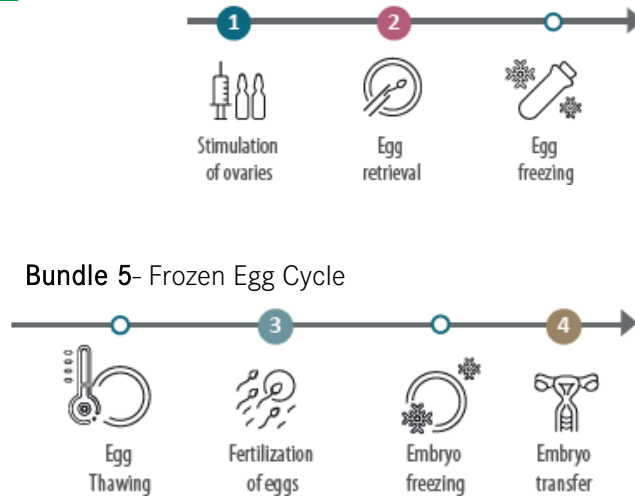 1 2
Stimulation Egg Egg
of ovaries retrieval freezing
Bundle 5- Frozen Egg Cycle
3 4
Egg Fertilization Embryo Embryo
Thawing of eggs freezing transfer